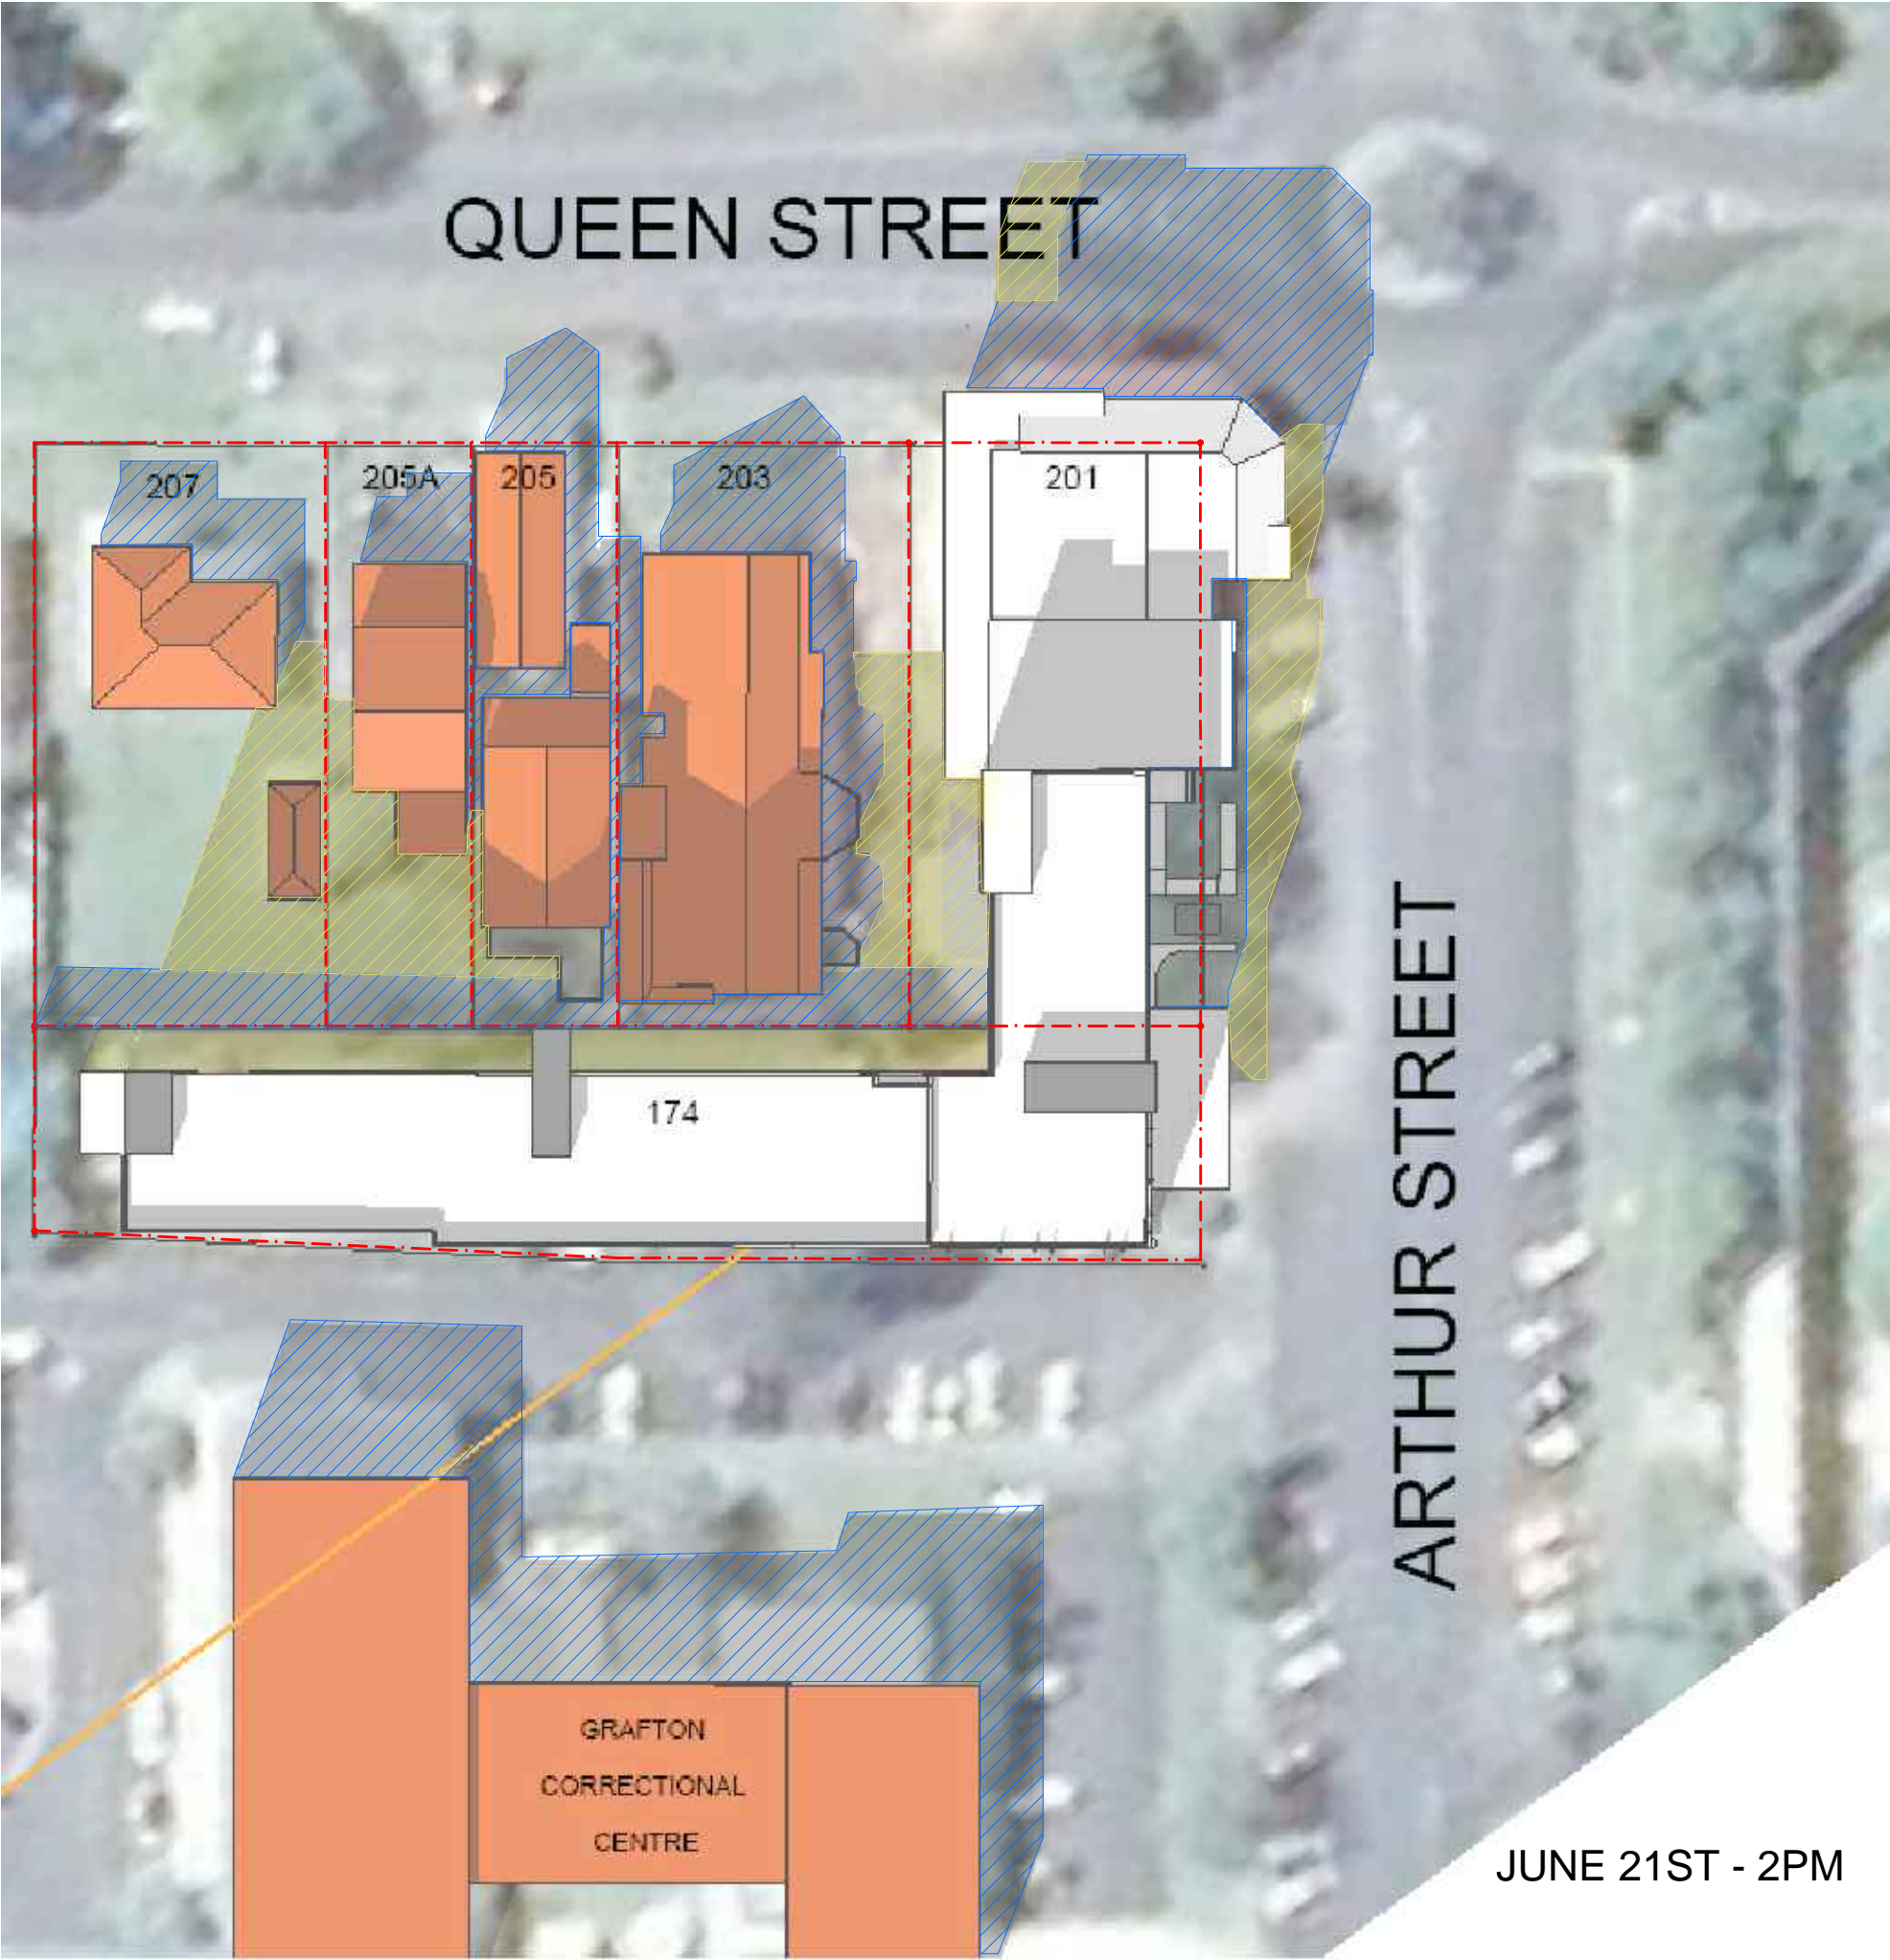 QUEEN STREET
207
205A
205
203
201
174
ARTHUR STREET
GRAFTON
CORRECTIONAL
CENTRE
JUNE 21ST - 2PM